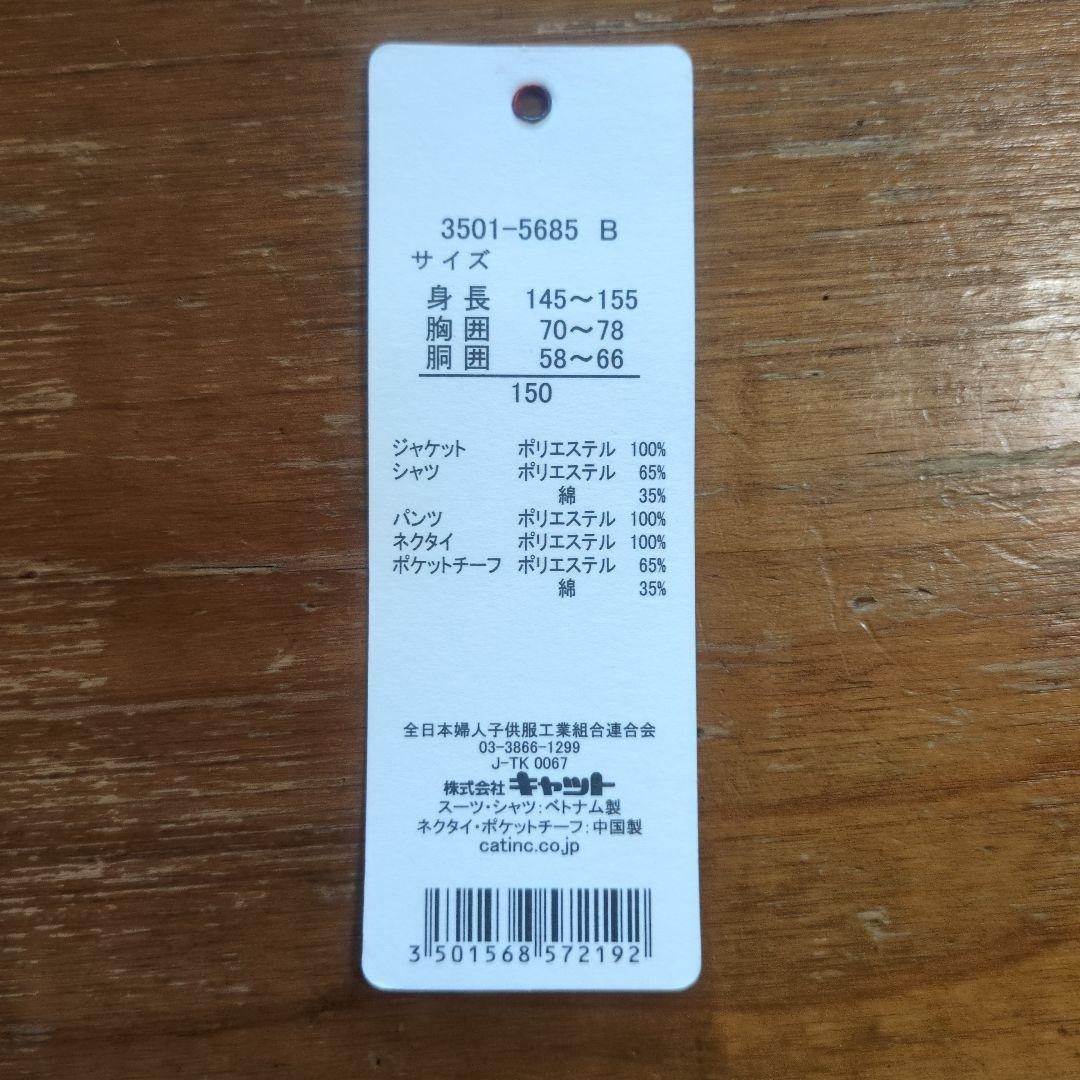 3501-5685 B
サイズ
身長 145～155
胸囲 70～78
胴囲 58～66
150
ジャケット ポリエステル 100%
シャツ ポリエステル 65%
綿 35%
パンツ ポリエステル 100%
ネクタイ ポリエステル 100%
ポケットチーフ ポリエステル 65%
綿 35%
全日本婦人子供服工業組合連合会
03-3866-1299
J-TK 0067
株式会社 キャット
スーツ・シャツ：ベトナム製
ネクタイ・ポケットチーフ：中国製
catinc.co.jp
3 501568 572192